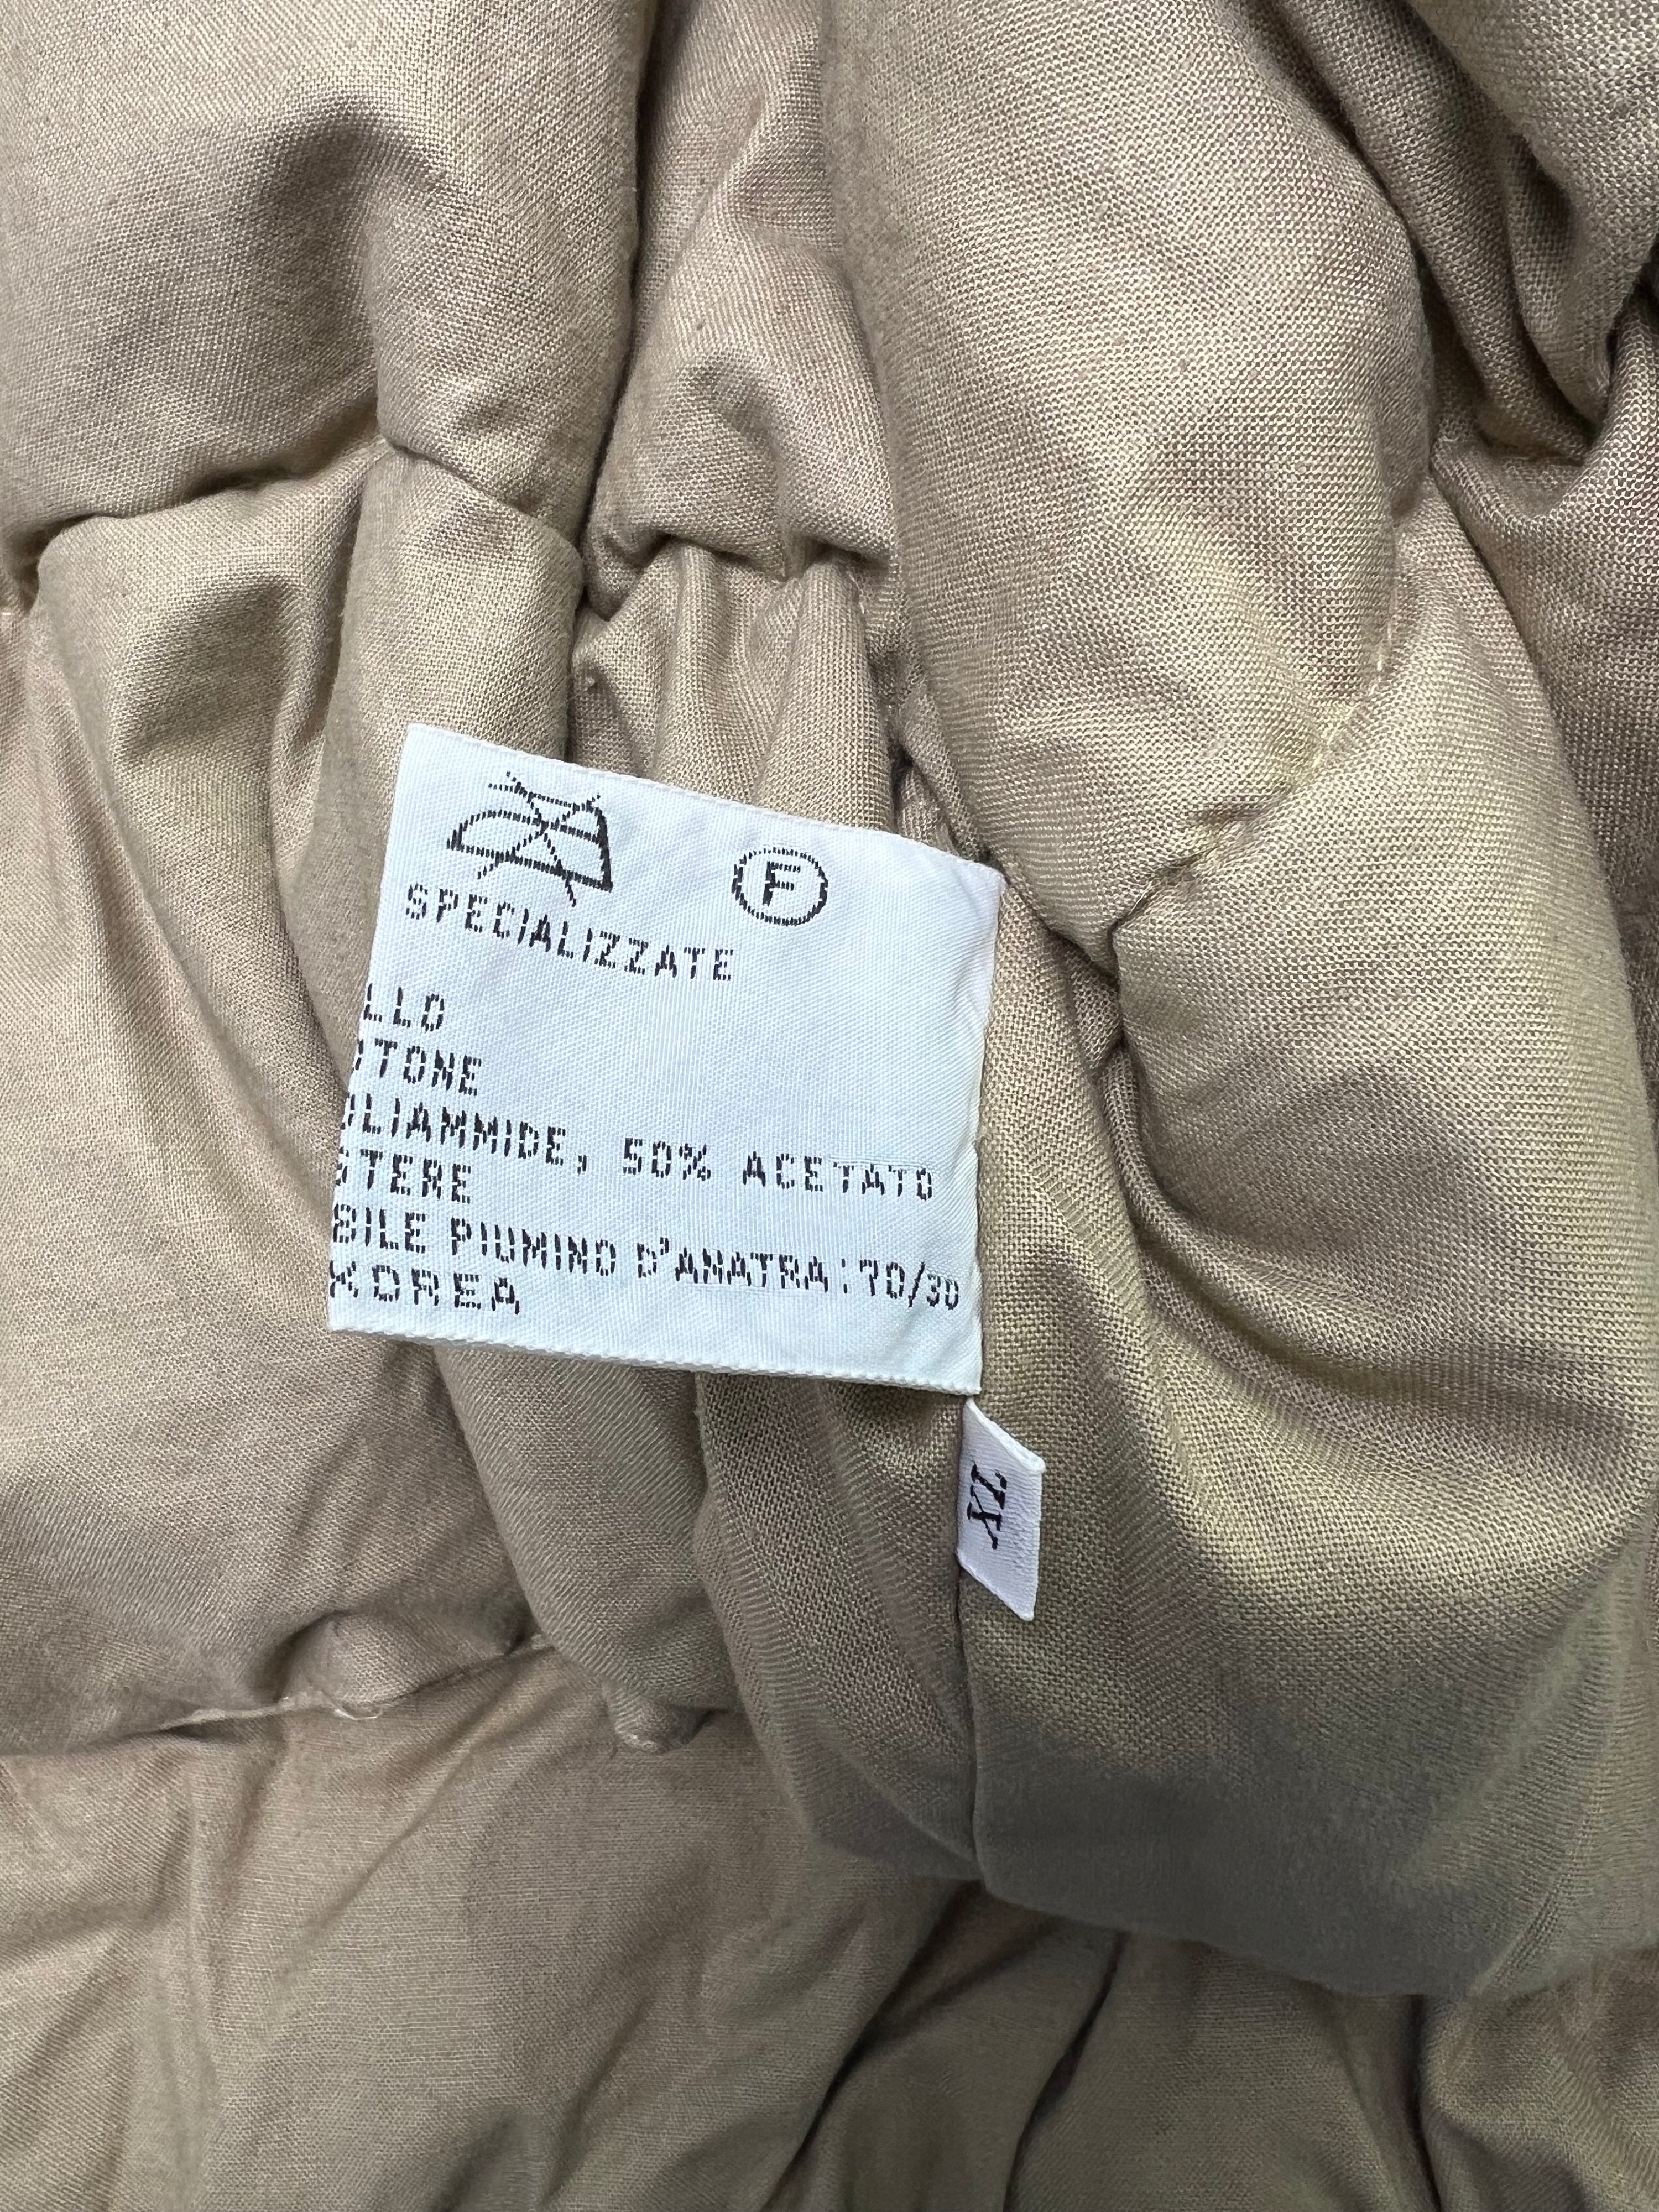 F
SPECIALIZZATE
LLO
OTONE
OLIAMMIDE, 50% ACETATO
STERE
BILE PIUMINO D'ANATRA:70/30
KOREA
XL